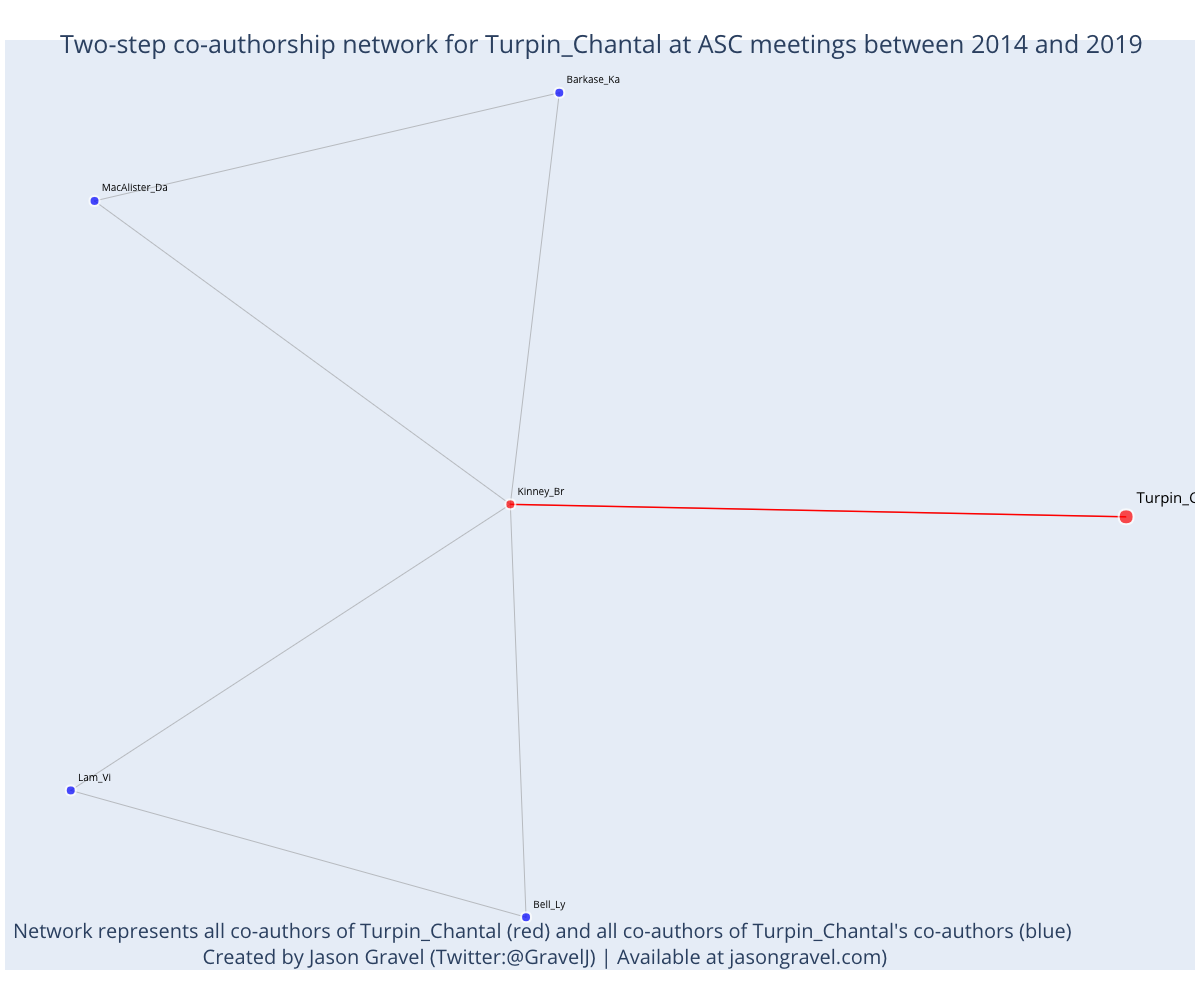 Two-step co-authorship network for Turpin_Chantal at ASC meetings between 2014 and 2019
Barkase_Ka
MacAlister_Da
Kinney_Br
Turpin_C
Lam_Vi
Bell_Ly
Network represents all co-authors of Turpin_Chantal (red) and all co-authors of Turpin_Chantal's co-authors (blue)
Created by Jason Gravel (Twitter:@GravelJ) | Available at jasongravel.com)